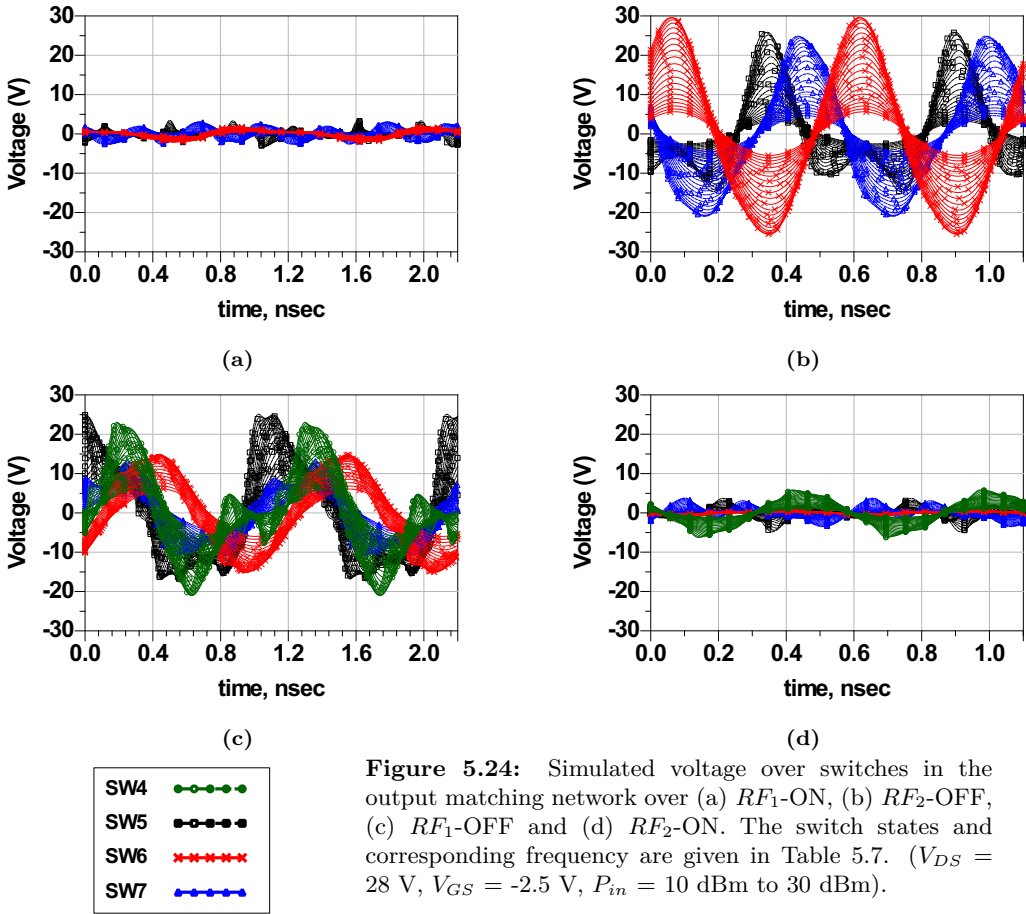 30
20
10
0
-10
-20
-30
Voltage (V)
0.0 0.4 0.8 1.2 1.6 2.0
time, nsec
(a)
30
20
10
0
-10
-20
-30
Voltage (V)
0.0 0.2 0.4 0.6 0.8 1.0
time, nsec
(b)
30
20
10
0
-10
-20
-30
Voltage (V)
0.0 0.4 0.8 1.2 1.6 2.0
time, nsec
(c)
30
20
10
0
-10
-20
-30
Voltage (V)
0.0 0.2 0.4 0.6 0.8 1.0
time, nsec
(d)
SW4
SW5
SW6
SW7
Figure 5.24: Simulated voltage over switches in the
output matching network over (a) RF₁-ON, (b) RF₂-OFF,
(c) RF₁-OFF and (d) RF₂-ON. The switch states and
corresponding frequency are given in Table 5.7. (V_DS =
28 V, V_GS = -2.5 V, P_in = 10 dBm to 30 dBm).